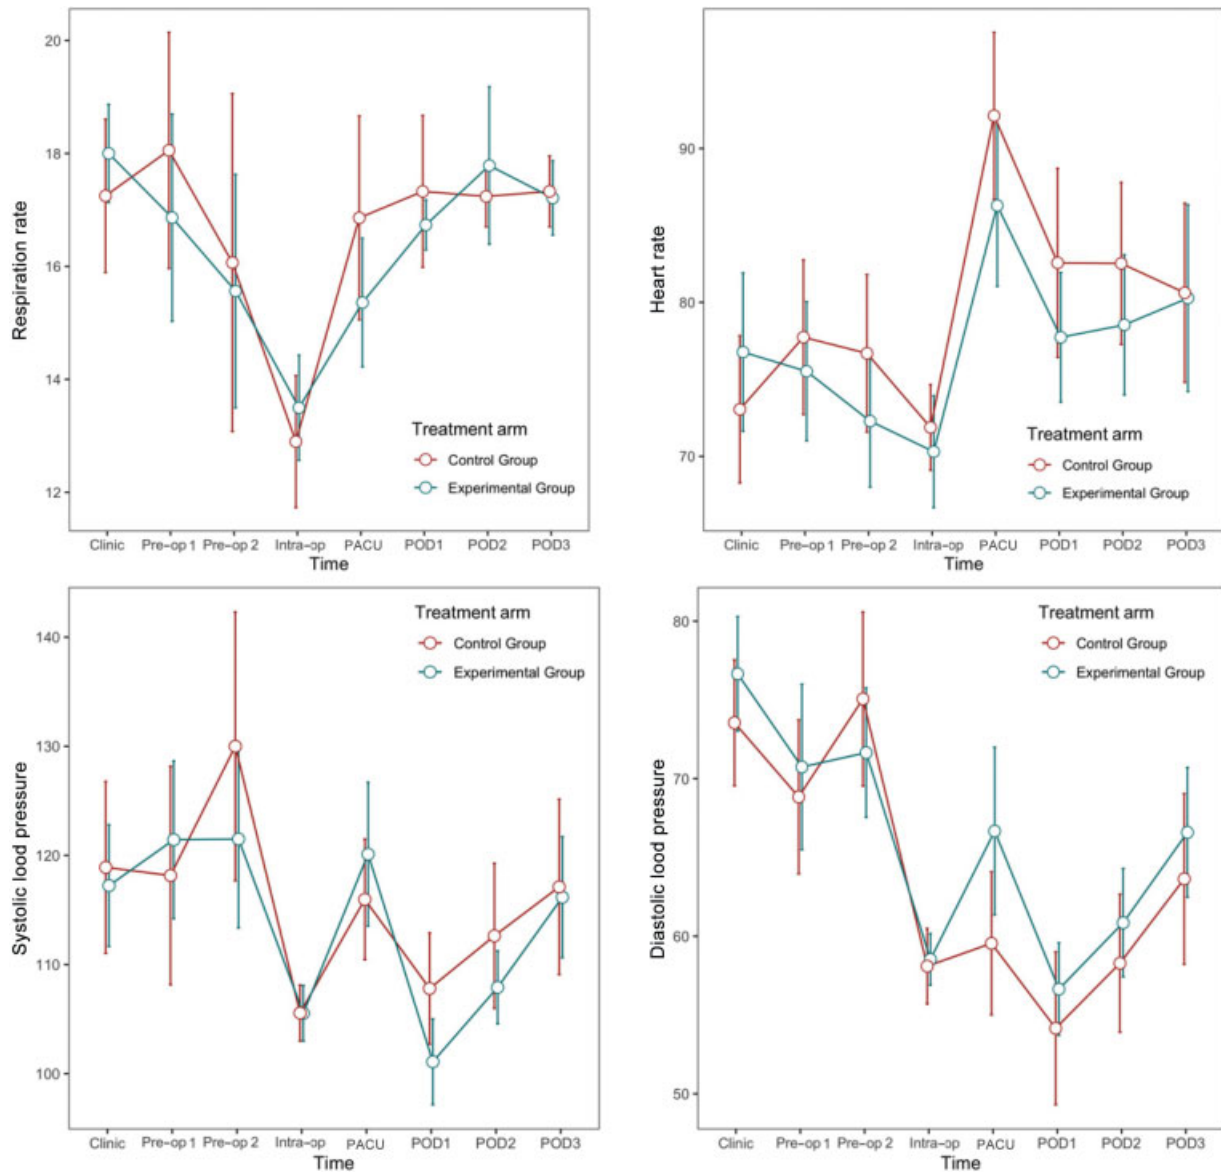 Respiration rate
20
18
16
14
12
Treatment arm
Control Group
Experimental Group
Clinic Pre-op 1 Pre-op 2 Intra-op PACU POD1 POD2 POD3
Time
Heart rate
90
80
70
Treatment arm
Control Group
Experimental Group
Clinic Pre-op 1 Pre-op 2 Intra-op PACU POD1 POD2 POD3
Time
Systolic lood pressure
140
130
120
110
100
Treatment arm
Control Group
Experimental Group
Clinic Pre-op 1 Pre-op 2 Intra-op PACU POD1 POD2 POD3
Time
Diastolic lood pressure
80
70
60
50
Treatment arm
Control Group
Experimental Group
Clinic Pre-op 1 Pre-op 2 Intra-op PACU POD1 POD2 POD3
Time